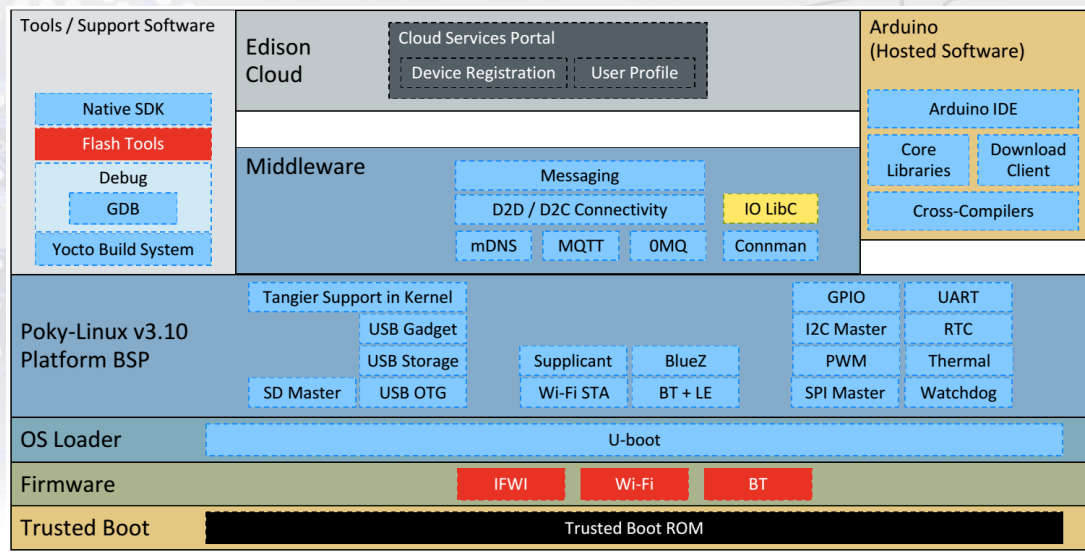 Tools / Support Software
Native SDK
Flash Tools
Debug
GDB
Yocto Build System
Edison
Cloud
Cloud Services Portal
Device Registration
User Profile
Arduino
(Hosted Software)
Arduino IDE
Core
Libraries
Download
Client
Cross-Compilers
Middleware
Messaging
D2D / D2C Connectivity
IO LibC
mDNS
MQTT
0MQ
Connman
Poky-Linux v3.10
Platform BSP
Tangier Support in Kernel
USB Gadget
USB Storage
SD Master
USB OTG
Supplicant
BlueZ
Wi-Fi STA
BT + LE
GPIO
UART
I2C Master
RTC
PWM
Thermal
SPI Master
Watchdog
OS Loader
U-boot
Firmware
IFWI
Wi-Fi
BT
Trusted Boot
Trusted Boot ROM